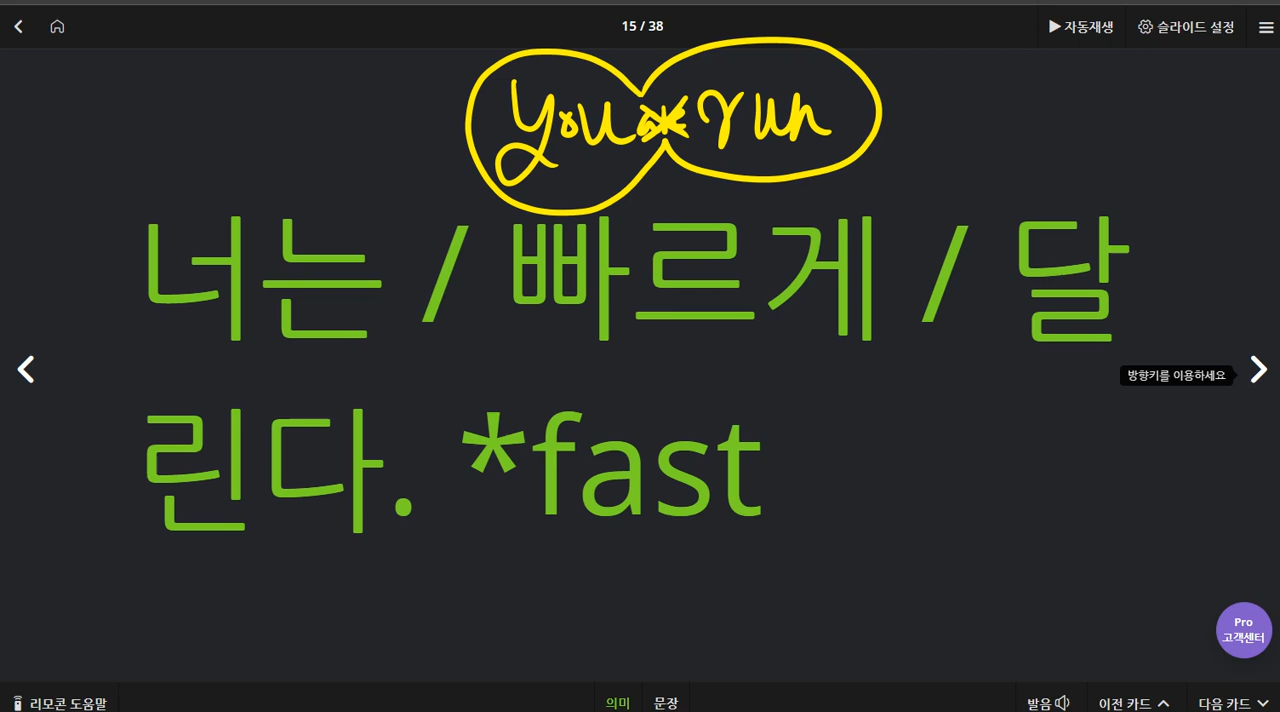 15 / 38
▶ 자동재생
슬라이드 설정
you run
너는 / 빠르게 / 달
린다. *fast
방향키를 이용하세요
Pro
고객센터
리모콘 도움말
의미
문장
발음
이전 카드
다음 카드